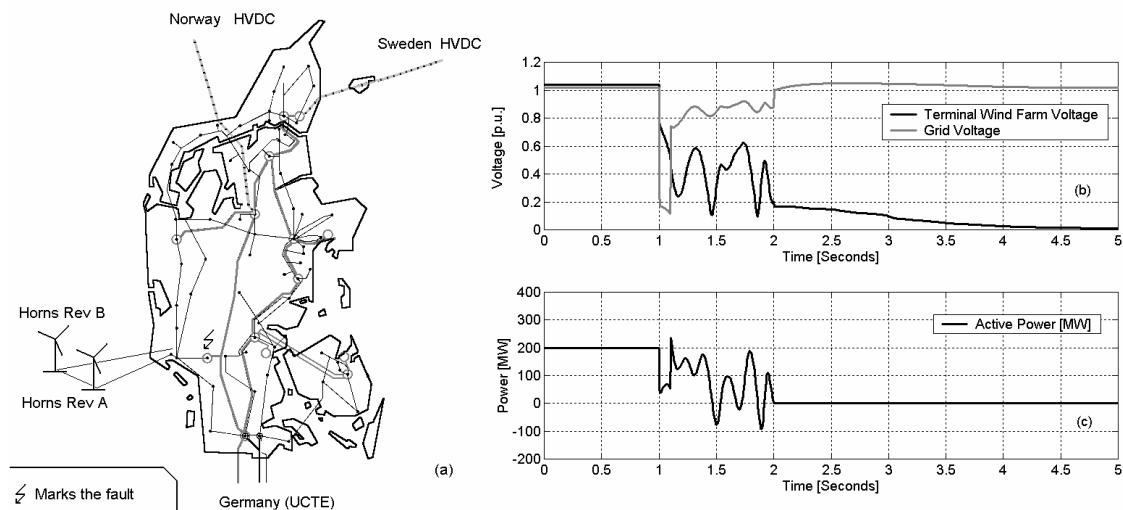 Norway HVDC
Sweden HVDC
Horns Rev B
Horns Rev A
Marks the fault
Germany (UCTE)
(a)
Voltage [p.u.]
1.2
1
0.8
0.6
0.4
0.2
0
Terminal Wind Farm Voltage
Grid Voltage
(b)
0 0.5 1 1.5 2 2.5 3 3.5 4 4.5 5
Time [Seconds]
Power [MW]
400
300
200
100
0
-100
-200
Active Power [MW]
(c)
0 0.5 1 1.5 2 2.5 3 3.5 4 4.5 5
Time [Seconds]